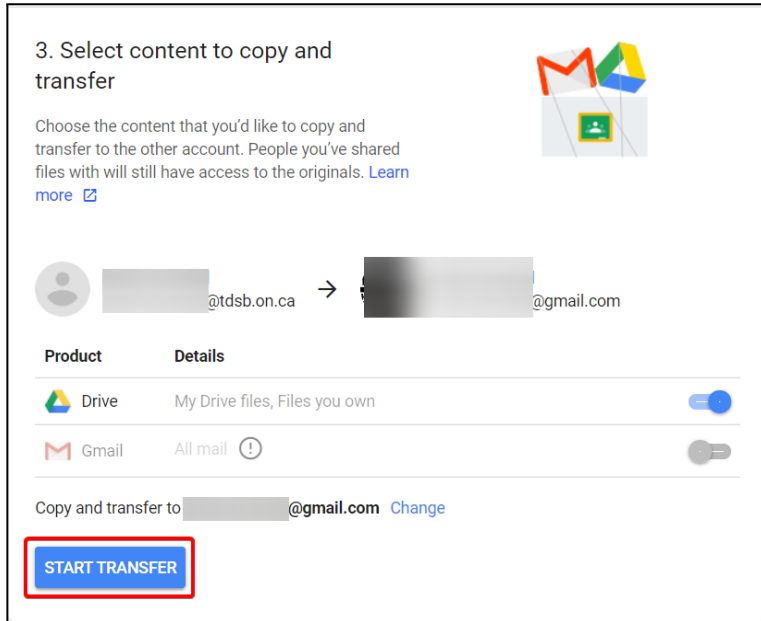 3. Select content to copy and
transfer
Choose the content that you'd like to copy and
transfer to the other account. People you've shared
files with will still have access to the originals. Learn
more
@tdsb.on.ca → @gmail.com
Product Details
Drive My Drive files, Files you own
Gmail All mail
Copy and transfer to @gmail.com Change
START TRANSFER